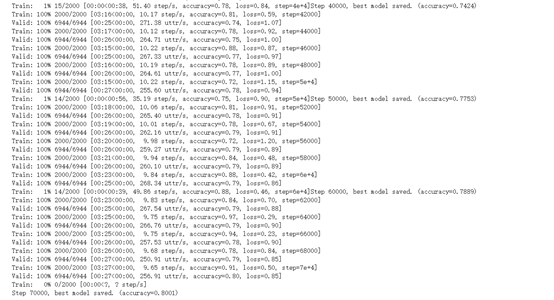 Train:   1% 15/2000 [00:00<00:38, 51.40 step/s, accuracy=0.78, loss=0.84, step=4e+4]Step 40000, best model saved. (accuracy=0.7424)
Train: 100% 2000/2000 [03:16<00:00, 10.17 step/s, accuracy=0.81, loss=0.59, step=42000]
Valid: 100% 6944/6944 [00:25<00:00, 271.38 uttr/s, accuracy=0.74, loss=1.07]
Train: 100% 2000/2000 [03:17<00:00, 10.12 step/s, accuracy=0.78, loss=0.92, step=44000]
Valid: 100% 6944/6944 [00:26<00:00, 264.71 uttr/s, accuracy=0.75, loss=1.00]
Train: 100% 2000/2000 [03:15<00:00, 10.22 step/s, accuracy=0.88, loss=0.87, step=46000]
Valid: 100% 6944/6944 [00:25<00:00, 267.33 uttr/s, accuracy=0.77, loss=0.97]
Train: 100% 2000/2000 [03:16<00:00, 10.19 step/s, accuracy=0.78, loss=0.89, step=48000]
Valid: 100% 6944/6944 [00:26<00:00, 264.61 uttr/s, accuracy=0.77, loss=1.00]
Train: 100% 2000/2000 [03:15<00:00, 10.22 step/s, accuracy=0.72, loss=1.15, step=5e+4]
Valid: 100% 6944/6944 [00:27<00:00, 255.60 uttr/s, accuracy=0.78, loss=0.94]
Train:   1% 14/2000 [00:00<00:56, 35.19 step/s, accuracy=0.75, loss=0.90, step=5e+4]Step 50000, best model saved. (accuracy=0.7753)
Train: 100% 2000/2000 [03:18<00:00, 10.06 step/s, accuracy=0.81, loss=0.91, step=52000]
Valid: 100% 6944/6944 [00:26<00:00, 265.40 uttr/s, accuracy=0.78, loss=0.91]
Train: 100% 2000/2000 [03:19<00:00, 10.01 step/s, accuracy=0.78, loss=0.67, step=54000]
Valid: 100% 6944/6944 [00:26<00:00, 262.16 uttr/s, accuracy=0.79, loss=0.91]
Train: 100% 2000/2000 [03:20<00:00,  9.98 step/s, accuracy=0.72, loss=1.20, step=56000]
Valid: 100% 6944/6944 [00:26<00:00, 259.27 uttr/s, accuracy=0.79, loss=0.89]
Train: 100% 2000/2000 [03:21<00:00,  9.94 step/s, accuracy=0.84, loss=0.48, step=58000]
Valid: 100% 6944/6944 [00:26<00:00, 260.10 uttr/s, accuracy=0.79, loss=0.89]
Train: 100% 2000/2000 [03:23<00:00,  9.84 step/s, accuracy=0.88, loss=0.42, step=6e+4]
Valid: 100% 6944/6944 [00:25<00:00, 268.34 uttr/s, accuracy=0.79, loss=0.86]
Train:   1% 14/2000 [00:00<00:39, 49.86 step/s, accuracy=0.88, loss=0.46, step=6e+4]Step 60000, best model saved. (accuracy=0.7889)
Train: 100% 2000/2000 [03:23<00:00,  9.83 step/s, accuracy=0.84, loss=0.70, step=62000]
Valid: 100% 6944/6944 [00:25<00:00, 267.54 uttr/s, accuracy=0.79, loss=0.88]
Train: 100% 2000/2000 [03:25<00:00,  9.75 step/s, accuracy=0.97, loss=0.29, step=64000]
Valid: 100% 6944/6944 [00:26<00:00, 266.76 uttr/s, accuracy=0.79, loss=0.90]
Train: 100% 2000/2000 [03:25<00:00,  9.75 step/s, accuracy=0.94, loss=0.23, step=66000]
Valid: 100% 6944/6944 [00:26<00:00, 257.53 uttr/s, accuracy=0.78, loss=0.90]
Train: 100% 2000/2000 [03:26<00:00,  9.68 step/s, accuracy=0.78, loss=0.84, step=68000]
Valid: 100% 6944/6944 [00:27<00:00, 250.91 uttr/s, accuracy=0.79, loss=0.85]
Train: 100% 2000/2000 [03:27<00:00,  9.65 step/s, accuracy=0.91, loss=0.50, step=7e+4]
Valid: 100% 6944/6944 [00:27<00:00, 256.91 uttr/s, accuracy=0.80, loss=0.85]
Train:   0% 0/2000 [00:00<?, ? step/s]
Step 70000, best model saved. (accuracy=0.8001)